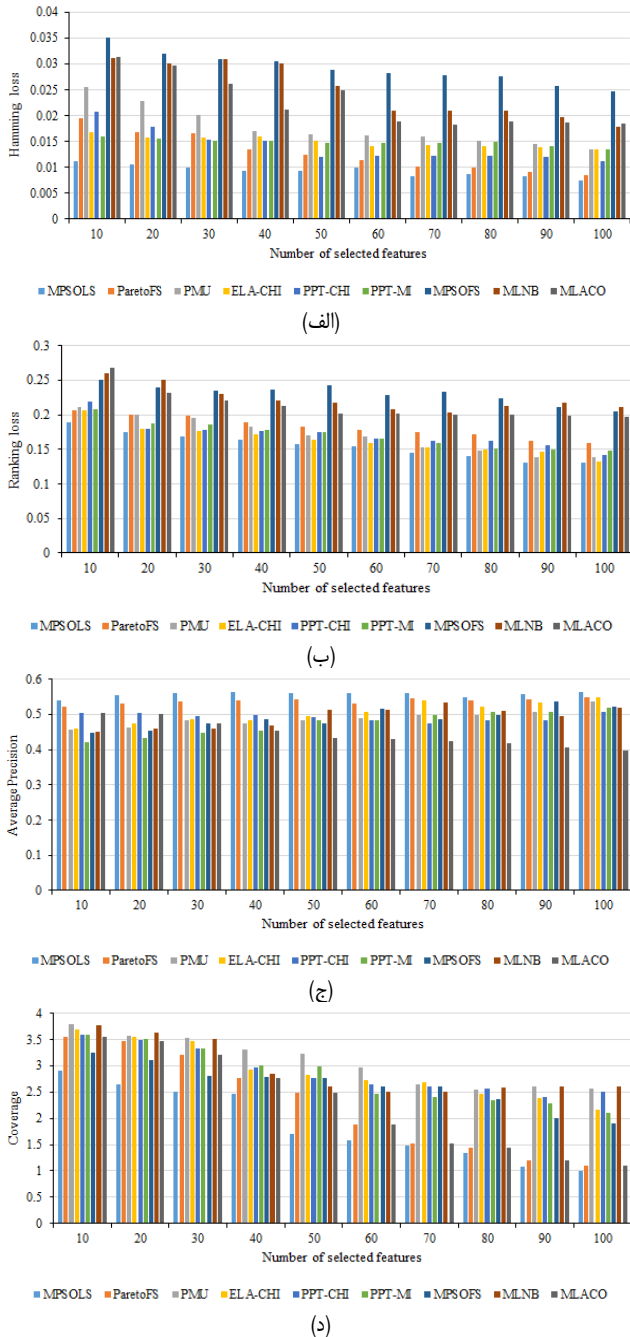 0.04
0.035
0.03
0.025
0.02
0.015
0.01
0.005
0
Hamming loss
10 20 30 40 50 60 70 80 90 100
Number of selected features
MPSOLS ParetoFS PMU ELA-CHI PPT-CHI PPT-MI MPSOFS MLNB MLACO
(الف)
0.3
0.25
0.2
0.15
0.1
0.05
0
Ranking loss
10 20 30 40 50 60 70 80 90 100
Number of selected features
MPSOLS ParetoFS PMU ELA-CHI PPT-CHI PPT-MI MPSOFS MLNB MLACO
(ب)
0.6
0.5
0.4
0.3
0.2
0.1
0
Average Precision
10 20 30 40 50 60 70 80 90 100
Number of selected features
MPSOLS ParetoFS PMU ELA-CHI PPT-CHI PPT-MI MPSOFS MLNB MLACO
(ج)
4
3.5
3
2.5
2
1.5
1
0.5
0
Coverage
10 20 30 40 50 60 70 80 90 100
Number of selected features
MPSOLS ParetoFS PMU ELA-CHI PPT-CHI PPT-MI MPSOFS MLNB MLACO
(د)